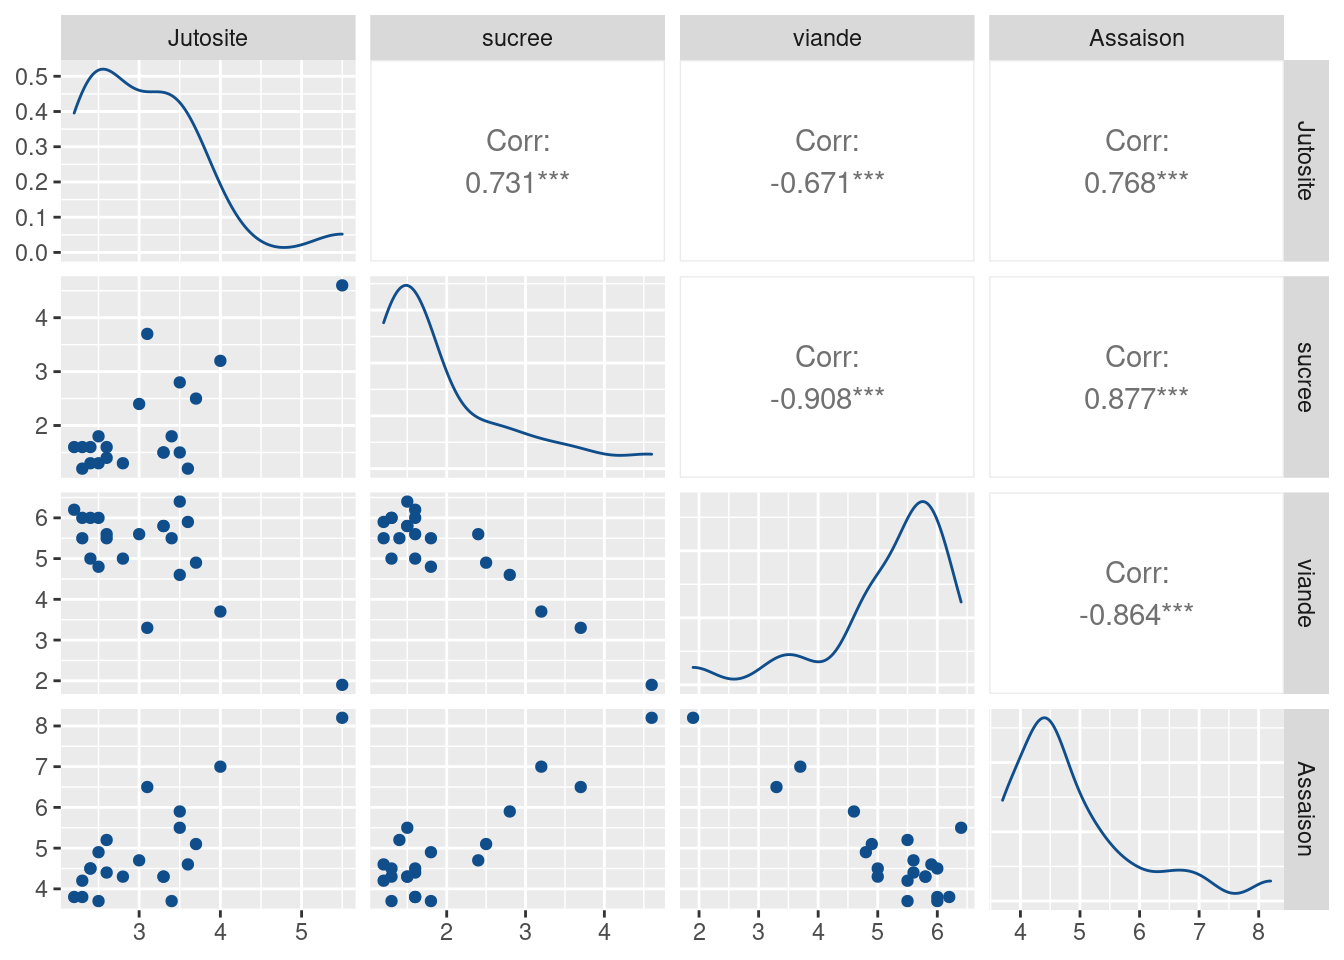 Jutosite sucree viande Assaison
0.5
0.4
0.3
0.2
0.1
0.0
Corr:
0.731***
Corr:
-0.671***
Corr:
0.768***
Jutosite
4
3
2
Corr:
-0.908***
Corr:
0.877***
sucree
6
5
4
3
2
Corr:
-0.864***
viande
8
7
6
5
4
Assaison
3 4 5 2 3 4 2 3 4 5 6 4 5 6 7 8